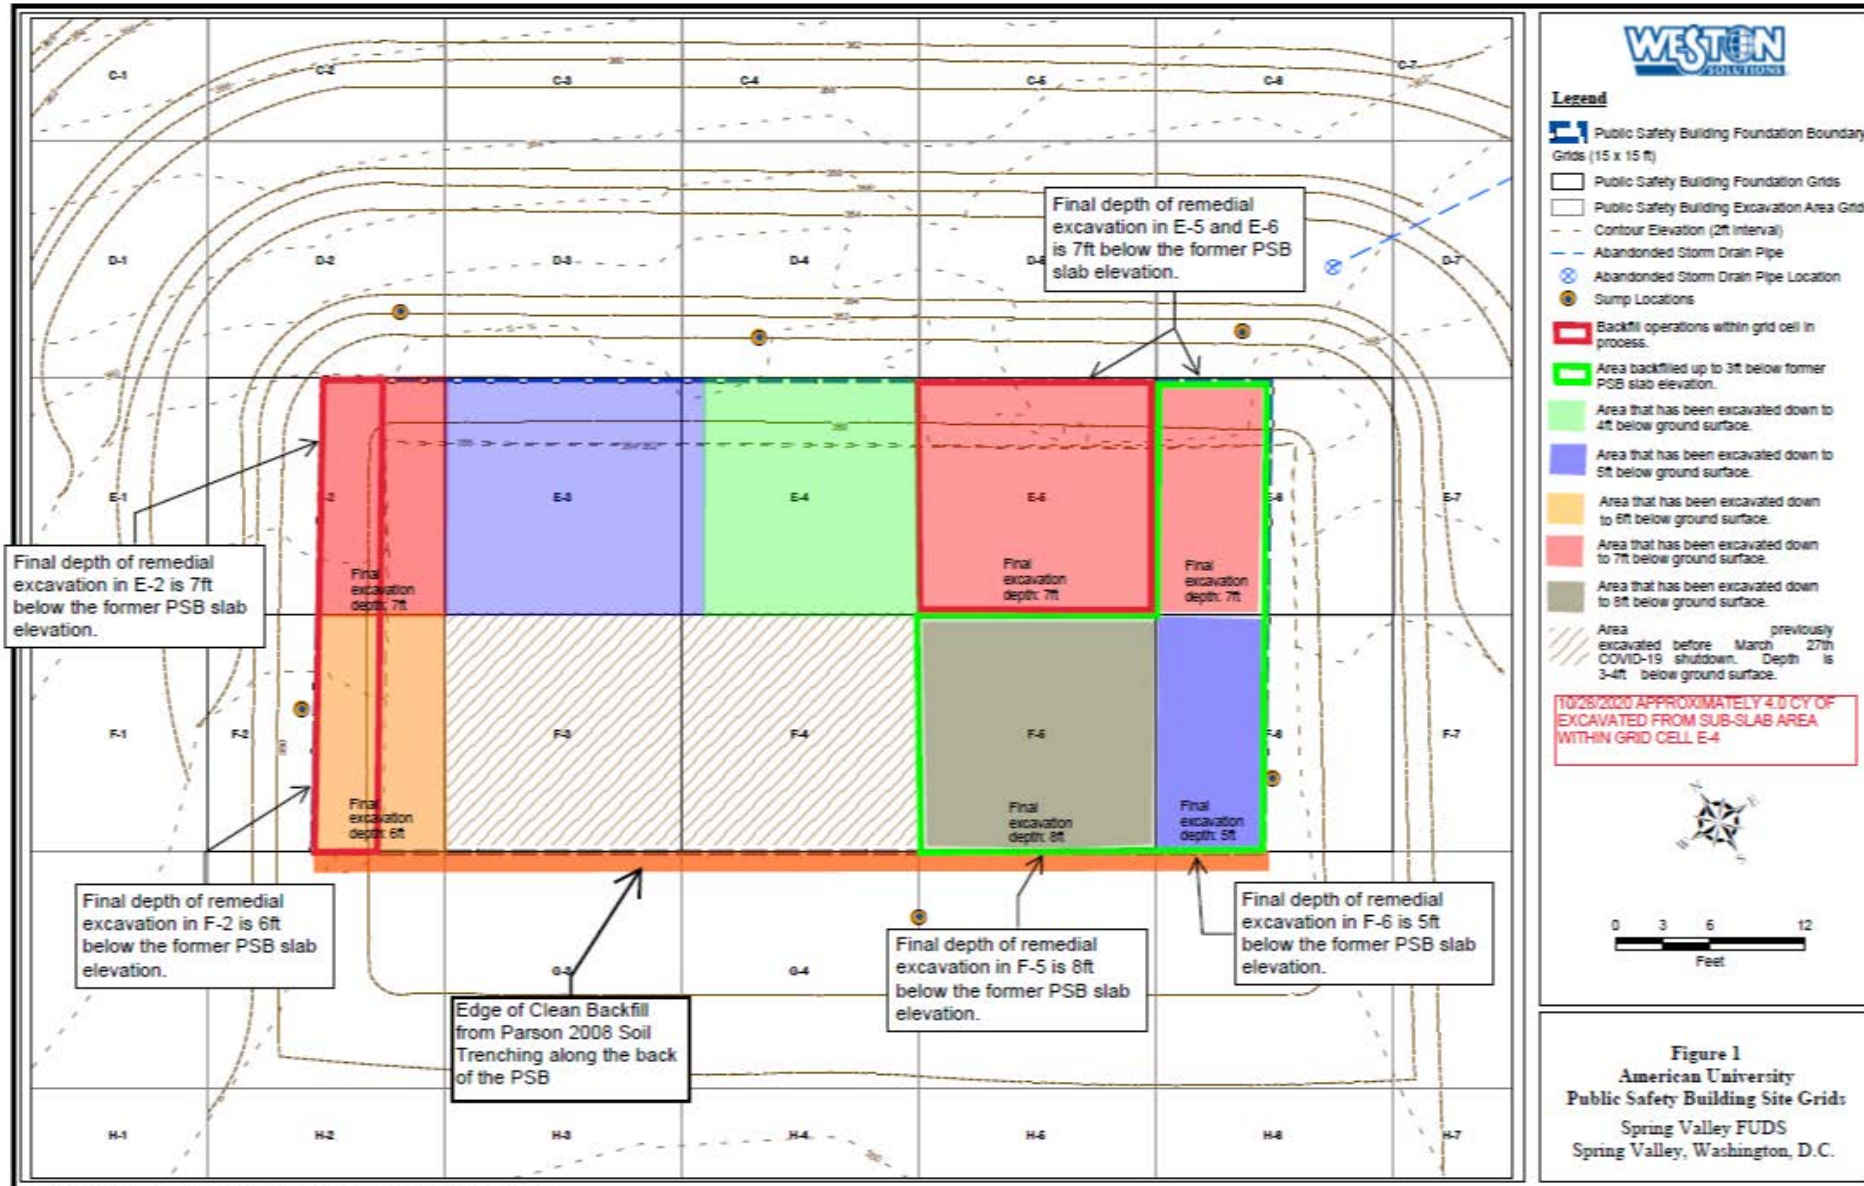 C-1
C-2
C-3
C-4
C-5
C-6
C-7
D-1
D-2
D-3
D-4
D-7
Final depth of remedial
excavation in E-5 and E-6
is 7ft below the former PSB
slab elevation.
E-1
E-3
E-4
E-5
E-7
Final
excavation
depth: 7ft
Final
excavation
depth: 7ft
Final
excavation
depth: 7ft
Final depth of remedial
excavation in E-2 is 7ft
below the former PSB slab
elevation.
F-1
F-2
F-3
F-4
F-5
F-6
F-7
Final
excavation
depth: 6ft
Final
excavation
depth: 8ft
Final
excavation
depth: 5ft
Final depth of remedial
excavation in F-2 is 6ft
below the former PSB slab
elevation.
G-3
G-4
Edge of Clean Backfill
from Parson 2008 Soil
Trenching along the back
of the PSB
Final depth of remedial
excavation in F-5 is 8ft
below the former PSB slab
elevation.
Final depth of remedial
excavation in F-6 is 5ft
below the former PSB slab
elevation.
H-1
H-2
H-3
H-4
H-5
H-6
H-7
WESTON
SOLUTIONS
Legend
Public Safety Building Foundation Boundary
Grids (15 x 15 ft)
Public Safety Building Foundation Grids
Public Safety Building Excavation Area Grid
Contour Elevation (2ft Interval)
Abandonded Storm Drain Pipe
Abandonded Storm Drain Pipe Location
Sump Locations
Backfill operations within grid cell in
process.
Area backfilled up to 3ft below former
PSB slab elevation.
Area that has been excavated down to
4ft below ground surface.
Area that has been excavated down to
5ft below ground surface.
Area that has been excavated down
to 6ft below ground surface.
Area that has been excavated down
to 7ft below ground surface.
Area that has been excavated down
to 8ft below ground surface.
Area previously
excavated before March 27th
COVID-19 shutdown. Depth is
3-4ft below ground surface.
10/28/2020 APPROXIMATELY 4.0 CY OF
EXCAVATED FROM SUB-SLAB AREA
WITHIN GRID CELL E-4
N
E
W
S
0 3 6 12
Feet
Figure 1
American University
Public Safety Building Site Grids
Spring Valley FUDS
Spring Valley, Washington, D.C.